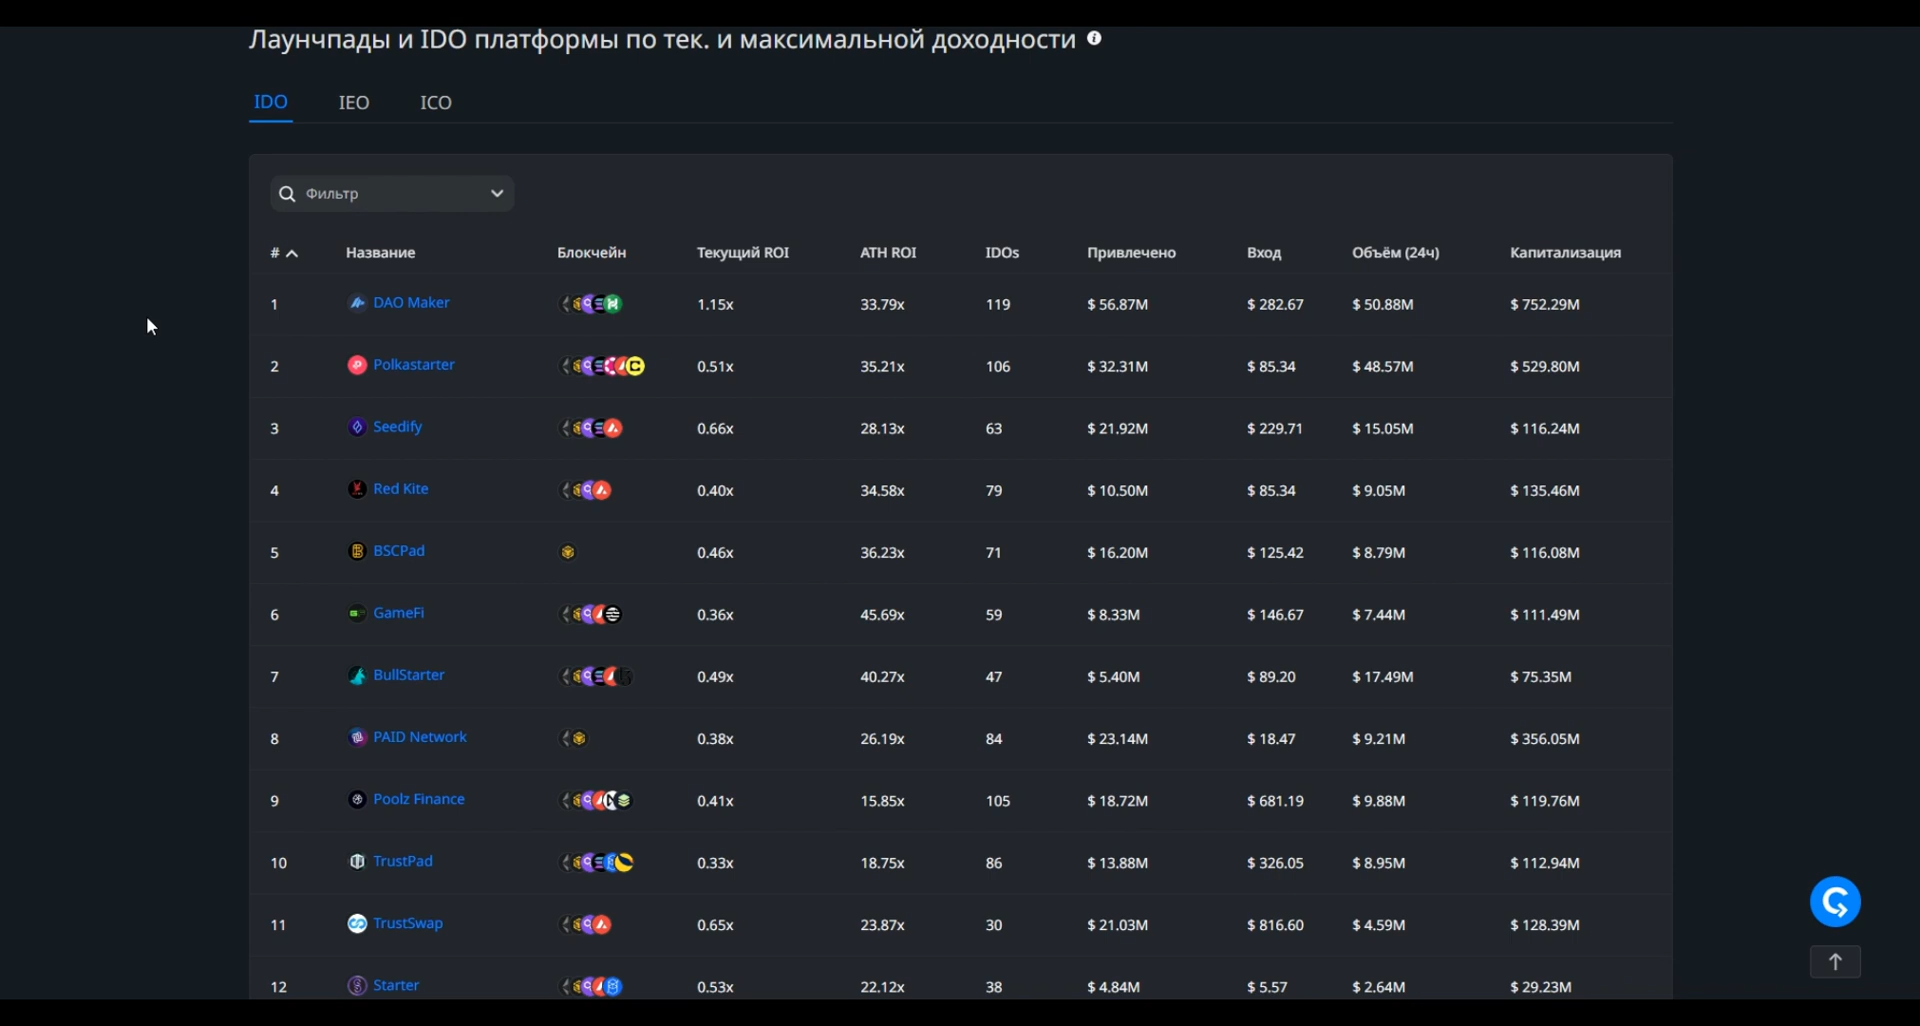 Лаунчпады и IDO платформы по тек. и максимальной доходности
IDO IEO ICO
Фильтр
# Название Блокчейн Текущий ROI ATH ROI IDOs Привлечено Вход Объём (24ч) Капитализация
1 DAO Maker 1.15x 33.79x 119 $ 56.87M $ 282.67 $ 50.88M $ 752.29M
2 Polkastarter 0.51x 35.21x 106 $ 32.31M $ 85.34 $ 48.57M $ 529.80M
3 Seedify 0.66x 28.13x 63 $ 21.92M $ 229.71 $ 15.05M $ 116.24M
4 Red Kite 0.40x 34.58x 79 $ 10.50M $ 85.34 $ 9.05M $ 135.46M
5 BSCPad 0.46x 36.23x 71 $ 16.20M $ 125.42 $ 8.79M $ 116.08M
6 GameFi 0.36x 45.69x 59 $ 8.33M $ 146.67 $ 7.44M $ 111.49M
7 BullStarter 0.49x 40.27x 47 $ 5.40M $ 89.20 $ 17.49M $ 75.35M
8 PAID Network 0.38x 26.19x 84 $ 23.14M $ 18.47 $ 9.21M $ 356.05M
9 Poolz Finance 0.41x 15.85x 105 $ 18.72M $ 681.19 $ 9.88M $ 119.76M
10 TrustPad 0.33x 18.75x 86 $ 13.88M $ 326.05 $ 8.95M $ 112.94M
11 TrustSwap 0.65x 23.87x 30 $ 21.03M $ 816.60 $ 4.59M $ 128.39M
12 Starter 0.53x 22.12x 38 $ 4.84M $ 5.57 $ 2.64M $ 29.23M